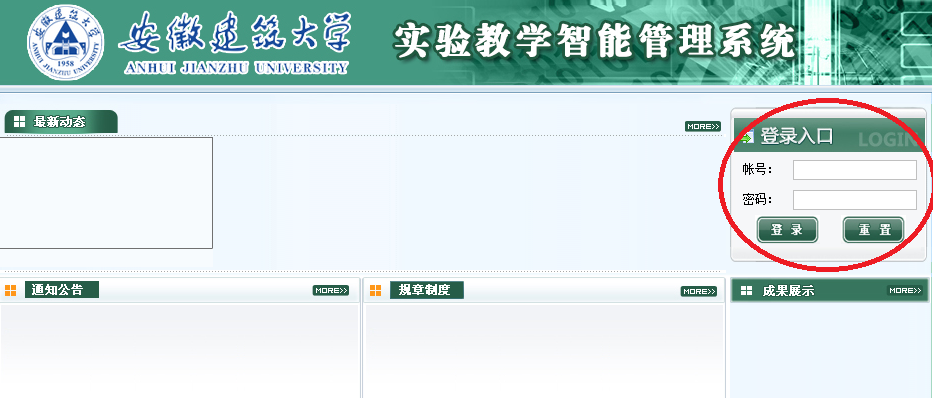 安徽建筑大学
ANHUI JIANZHU UNIVERSITY
1958
实验教学智能管理系统
最新动态
MORE>>
登录入口
LOGIN
帐号：
密码：
登 录
重 置
通知公告
MORE>>
规章制度
MORE>>
成果展示
MORE>>